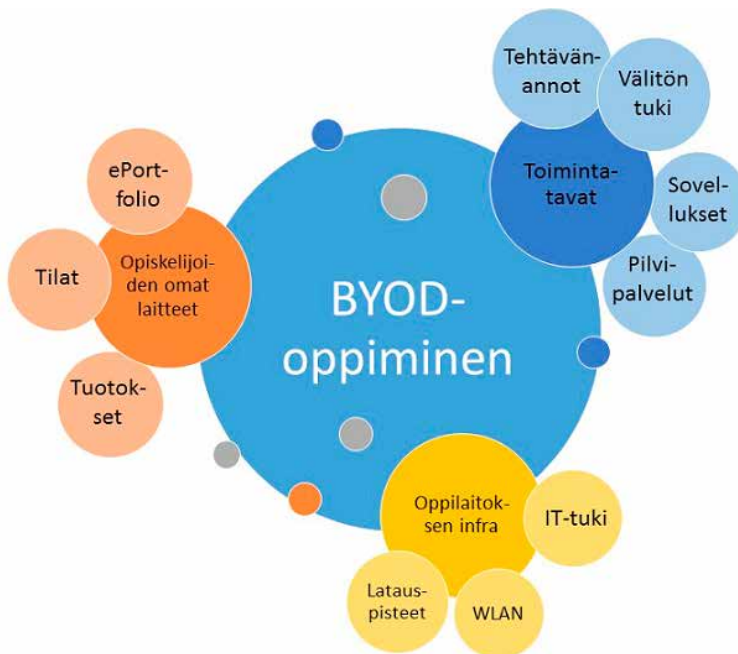 Tehtävän-
annot
Välitön
tuki
Toiminta-
tavat
Sovel-
lukset
Pilvi-
palvelut
ePort-
folio
Tilat
Opiskelijoi-
den omat
laitteet
Tuotok-
set
BYOD-
oppiminen
Oppilaitok-
sen infra
IT-tuki
Lataus-
pisteet
WLAN